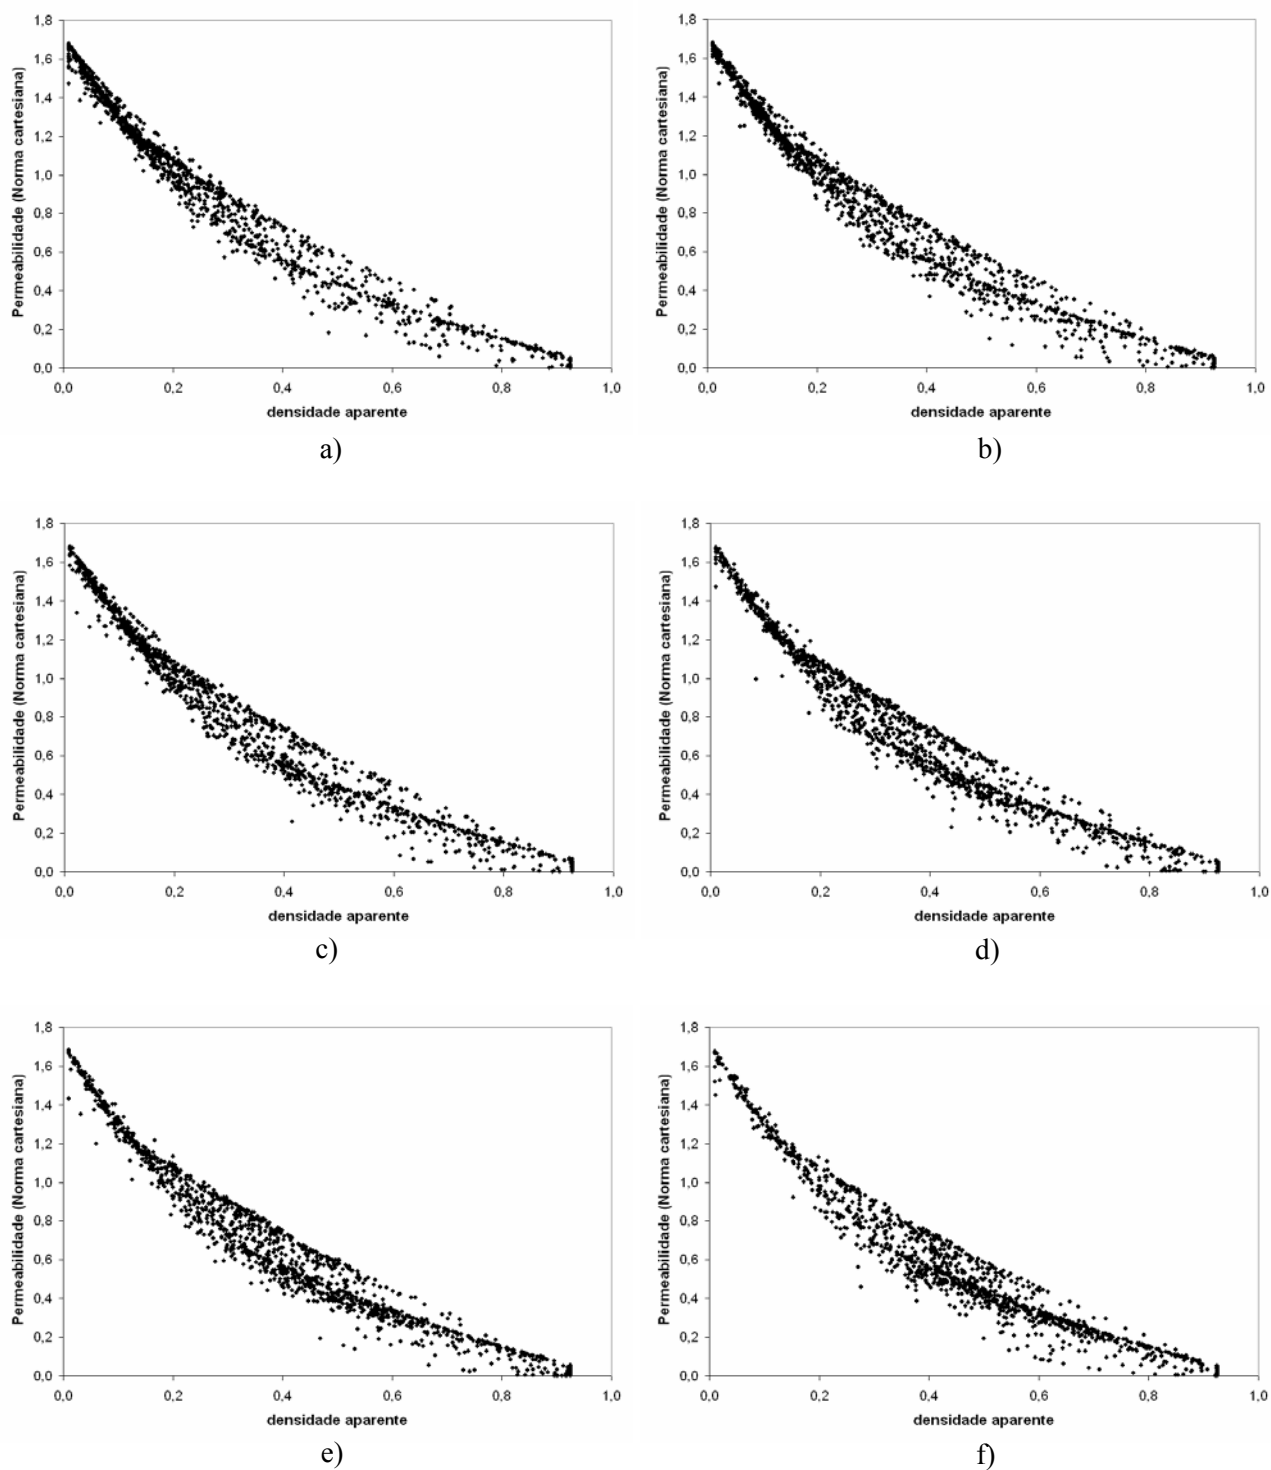 1,8 1,8
1,6 1,6
1,4 1,4
1,2 1,2
1,0 1,0
0,8 0,8
0,6 0,6
0,4 0,4
0,2 0,2
0,0 0,0
Permeabilidade (Norma cartesiana) Permeabilidade (Norma cartesiana)
0,0 0,2 0,4 0,6 0,8 1,0 0,0 0,2 0,4 0,6 0,8 1,0
densidade aparente densidade aparente
a) b)
1,8 1,8
1,6 1,6
1,4 1,4
1,2 1,2
1,0 1,0
0,8 0,8
0,6 0,6
0,4 0,4
0,2 0,2
0,0 0,0
Permeabilidade (Norma cartesiana) Permeabilidade (Norma cartesiana)
0,0 0,2 0,4 0,6 0,8 1,0 0,0 0,2 0,4 0,6 0,8 1,0
densidade aparente densidade aparente
c) d)
1,8 1,8
1,6 1,6
1,4 1,4
1,2 1,2
1,0 1,0
0,8 0,8
0,6 0,6
0,4 0,4
0,2 0,2
0,0 0,0
Permeabilidade (Norma cartesiana) Permeabilidade (Norma cartesiana)
0,0 0,2 0,4 0,6 0,8 1,0 0,0 0,2 0,4 0,6 0,8 1,0
densidade aparente densidade aparente
e) f)